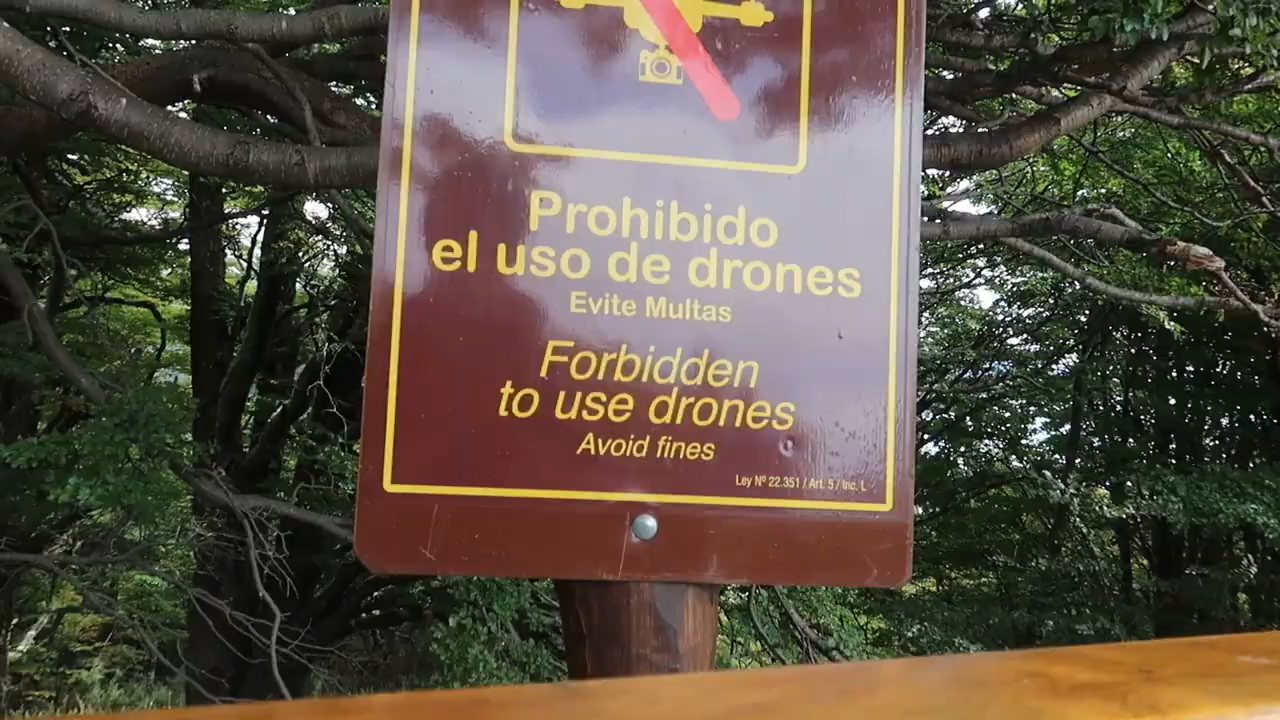 Prohibido
el uso de drones
Evite Multas
Forbidden
to use drones
Avoid fines
Ley Nº 22.351 / Art. 5 / Inc. L